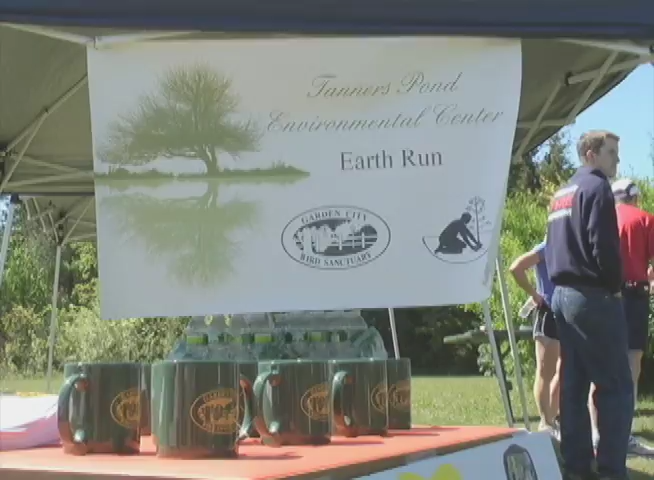 Tanners Pond
Environmental Center
Earth Run
GARDEN CITY
BIRD SANCTUARY